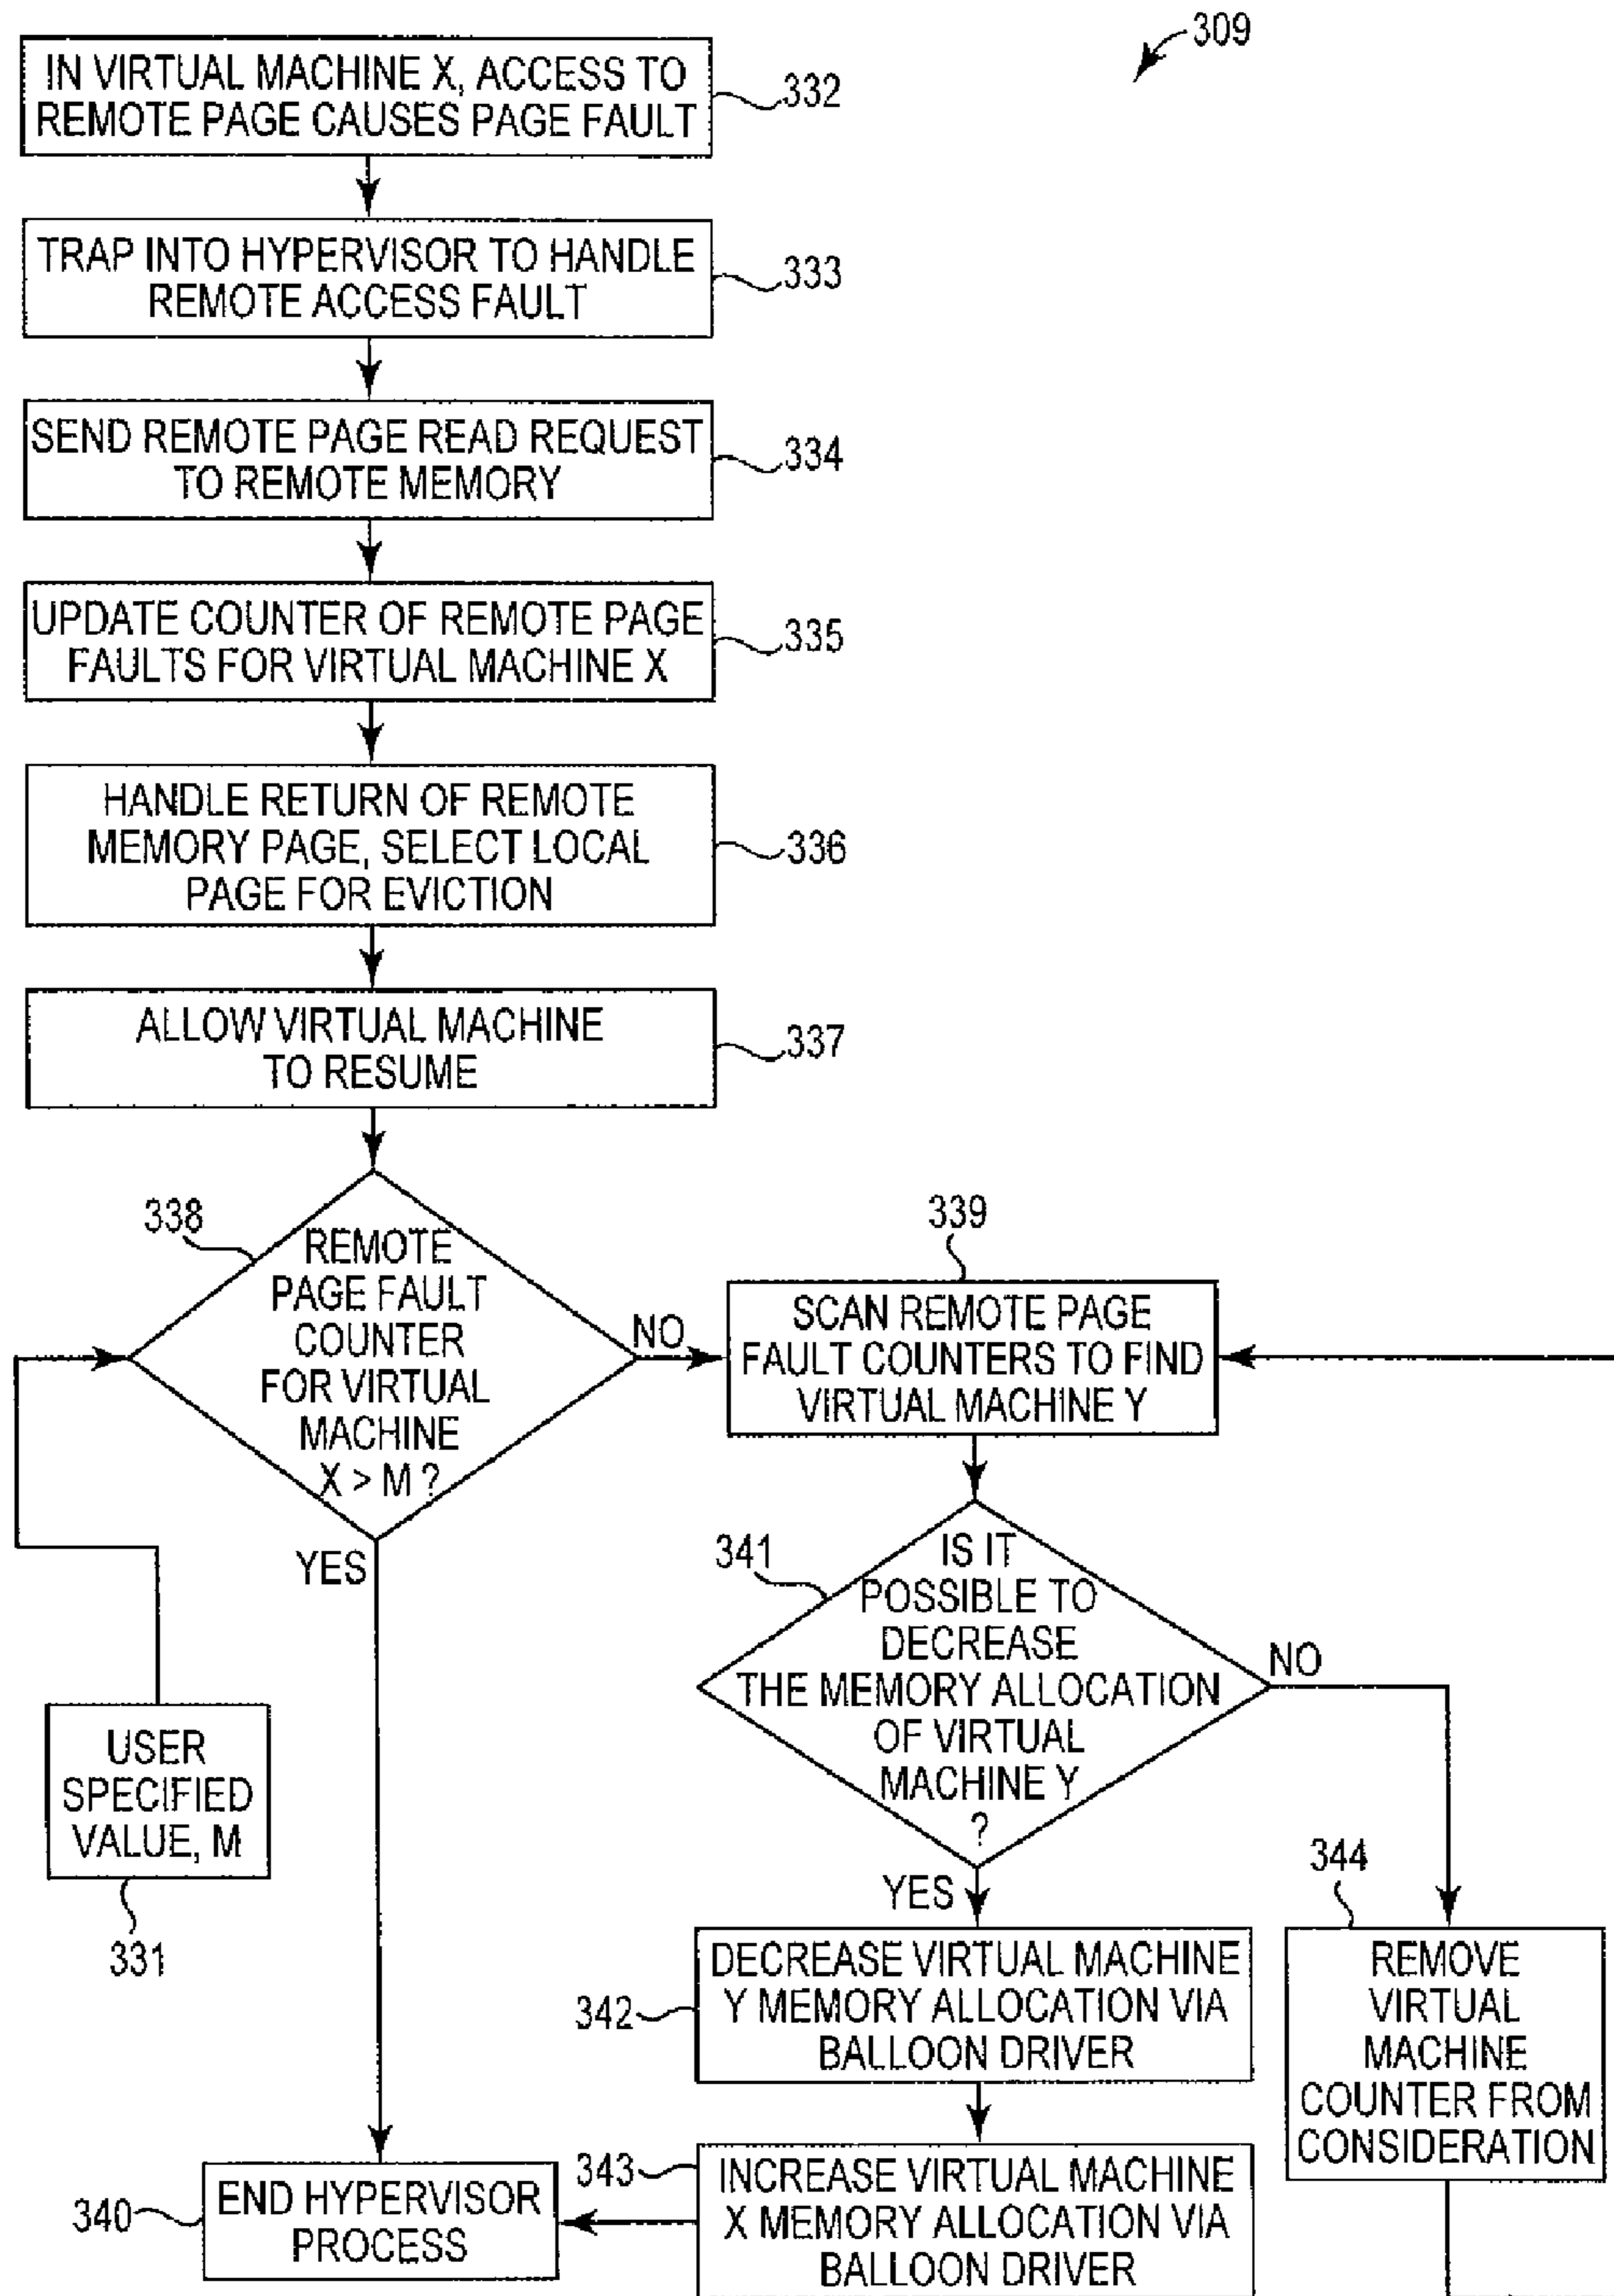 309
IN VIRTUAL MACHINE X, ACCESS TO
REMOTE PAGE CAUSES PAGE FAULT
332
TRAP INTO HYPERVISOR TO HANDLE
REMOTE ACCESS FAULT
333
SEND REMOTE PAGE READ REQUEST
TO REMOTE MEMORY
334
UPDATE COUNTER OF REMOTE PAGE
FAULTS FOR VIRTUAL MACHINE X
335
HANDLE RETURN OF REMOTE
MEMORY PAGE, SELECT LOCAL
PAGE FOR EVICTION
336
ALLOW VIRTUAL MACHINE
TO RESUME
337
338
REMOTE
PAGE FAULT
COUNTER
FOR VIRTUAL
MACHINE
X > M ?
NO
YES
USER
SPECIFIED
VALUE, M
331
339
SCAN REMOTE PAGE
FAULT COUNTERS TO FIND
VIRTUAL MACHINE Y
341
IS IT
POSSIBLE TO
DECREASE
THE MEMORY ALLOCATION
OF VIRTUAL
MACHINE Y
?
NO
YES
342
DECREASE VIRTUAL MACHINE
Y MEMORY ALLOCATION VIA
BALLOON DRIVER
344
REMOVE
VIRTUAL
MACHINE
COUNTER FROM
CONSIDERATION
343
INCREASE VIRTUAL MACHINE
X MEMORY ALLOCATION VIA
BALLOON DRIVER
340
END HYPERVISOR
PROCESS